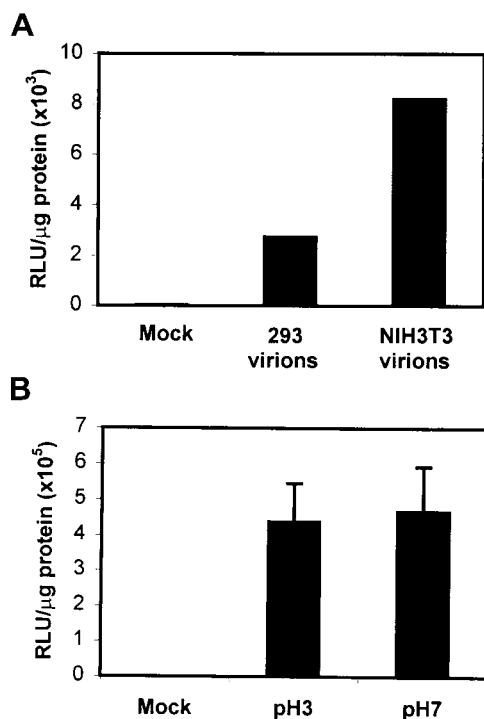 A
RLU/µg protein (x10³)
10
8
6
4
2
0
Mock
293
virions
NIH3T3
virions
B
RLU/µg protein (x10⁵)
7
6
5
4
3
2
1
0
Mock
pH3
pH7